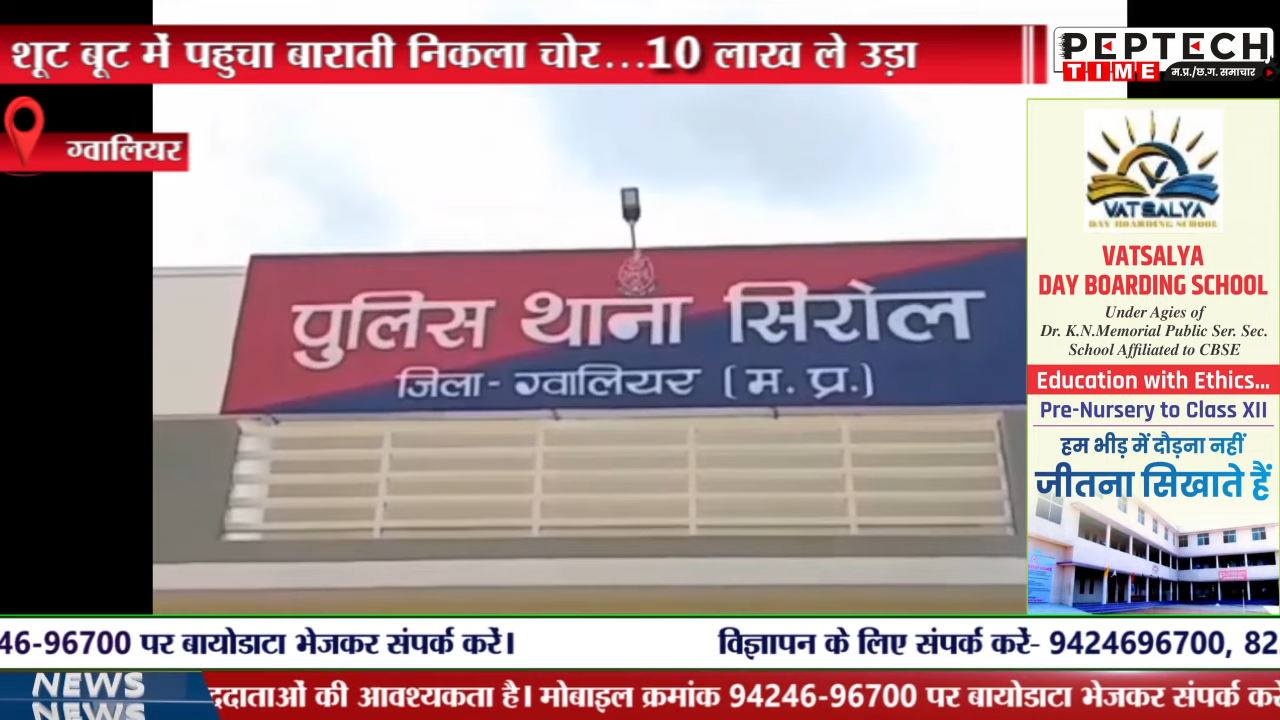 शूट बूट में पहुचा बाराती निकला चोर...10 लाख ले उड़ा
PEPTECH
TIME म.प्र./छ.ग. समाचार
ग्वालियर
पुलिस थाना सिरोल
जिला - ग्वालियर (म. प्र.)
VATSALYA
DAY BOARDING SCHOOL
VATSALYA
DAY BOARDING SCHOOL
Under Agies of
Dr. K.N.Memorial Public Ser. Sec.
School Affiliated to CBSE
Education with Ethics...
Pre-Nursery to Class XII
हम भीड़ में दौड़ना नहीं
जीतना सिखाते हैं
46-96700 पर बायोडाटा भेजकर संपर्क करें। विज्ञापन के लिए संपर्क करें- 9424696700, 82
NEWS ददाताओं की आवश्यकता है। मोबाइल क्रमांक 94246-96700 पर बायोडाटा भेजकर संपर्क करें
NEWS